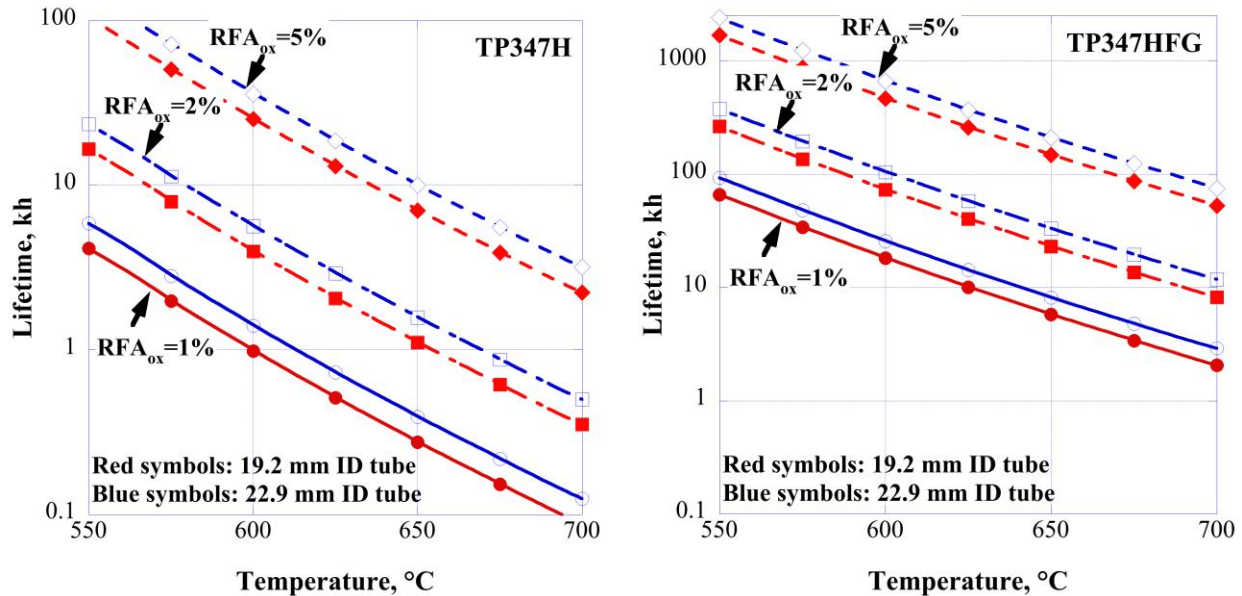 100
10
1
0.1
Lifetime, kh
RFAox=5%
TP347H
RFAox=2%
RFAox=1%
Red symbols: 19.2 mm ID tube
Blue symbols: 22.9 mm ID tube
550 600 650 700
Temperature, °C
1000
100
10
1
0.1
Lifetime, kh
RFAox=5%
TP347HFG
RFAox=2%
RFAox=1%
Red symbols: 19.2 mm ID tube
Blue symbols: 22.9 mm ID tube
550 600 650 700
Temperature, °C